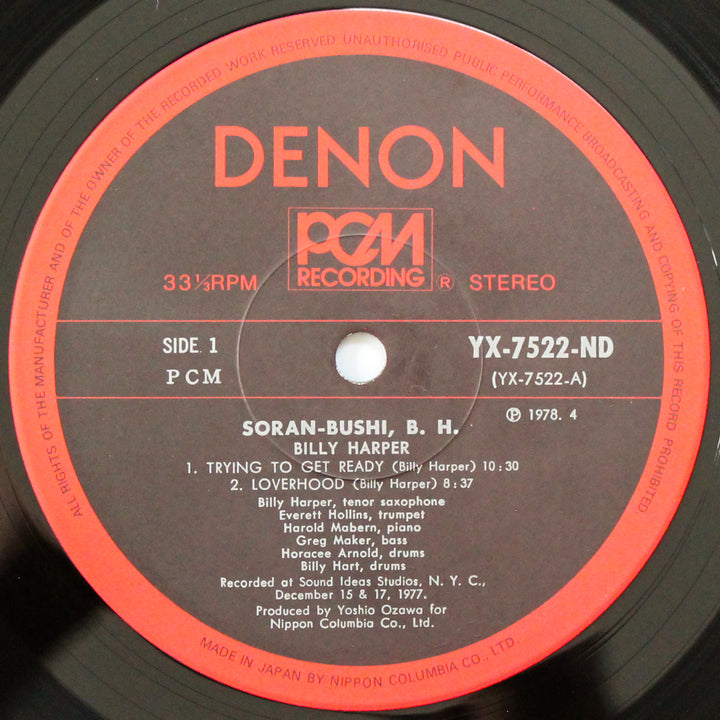 ALL RIGHTS OF THE MANUFACTURER AND OF THE OWNER OF THE RECORDED WORK RESERVED UNAUTHORISED PUBLIC PERFORMANCE BROADCASTING AND COPYING OF THIS RECORD PROHIBITED.
DENON
PCM
RECORDING
33 1/3 RPM ® STEREO
SIDE. 1 YX-7522-ND
PCM (YX-7522-A)
℗ 1978. 4
SORAN-BUSHI, B. H.
BILLY HARPER
1. TRYING TO GET READY (Billy Harper) 10:30
2. LOVERHOOD (Billy Harper) 8:37
Billy Harper, tenor saxophone
Everett Hollins, trumpet
Harold Mabern, piano
Greg Maker, bass
Horacee Arnold, drums
Billy Hart, drums
Recorded at Sound Ideas Studios, N. Y. C.,
December 15 & 17, 1977.
Produced by Yoshio Ozawa for
Nippon Columbia Co., Ltd.
MADE IN JAPAN BY NIPPON COLUMBIA CO., LTD.